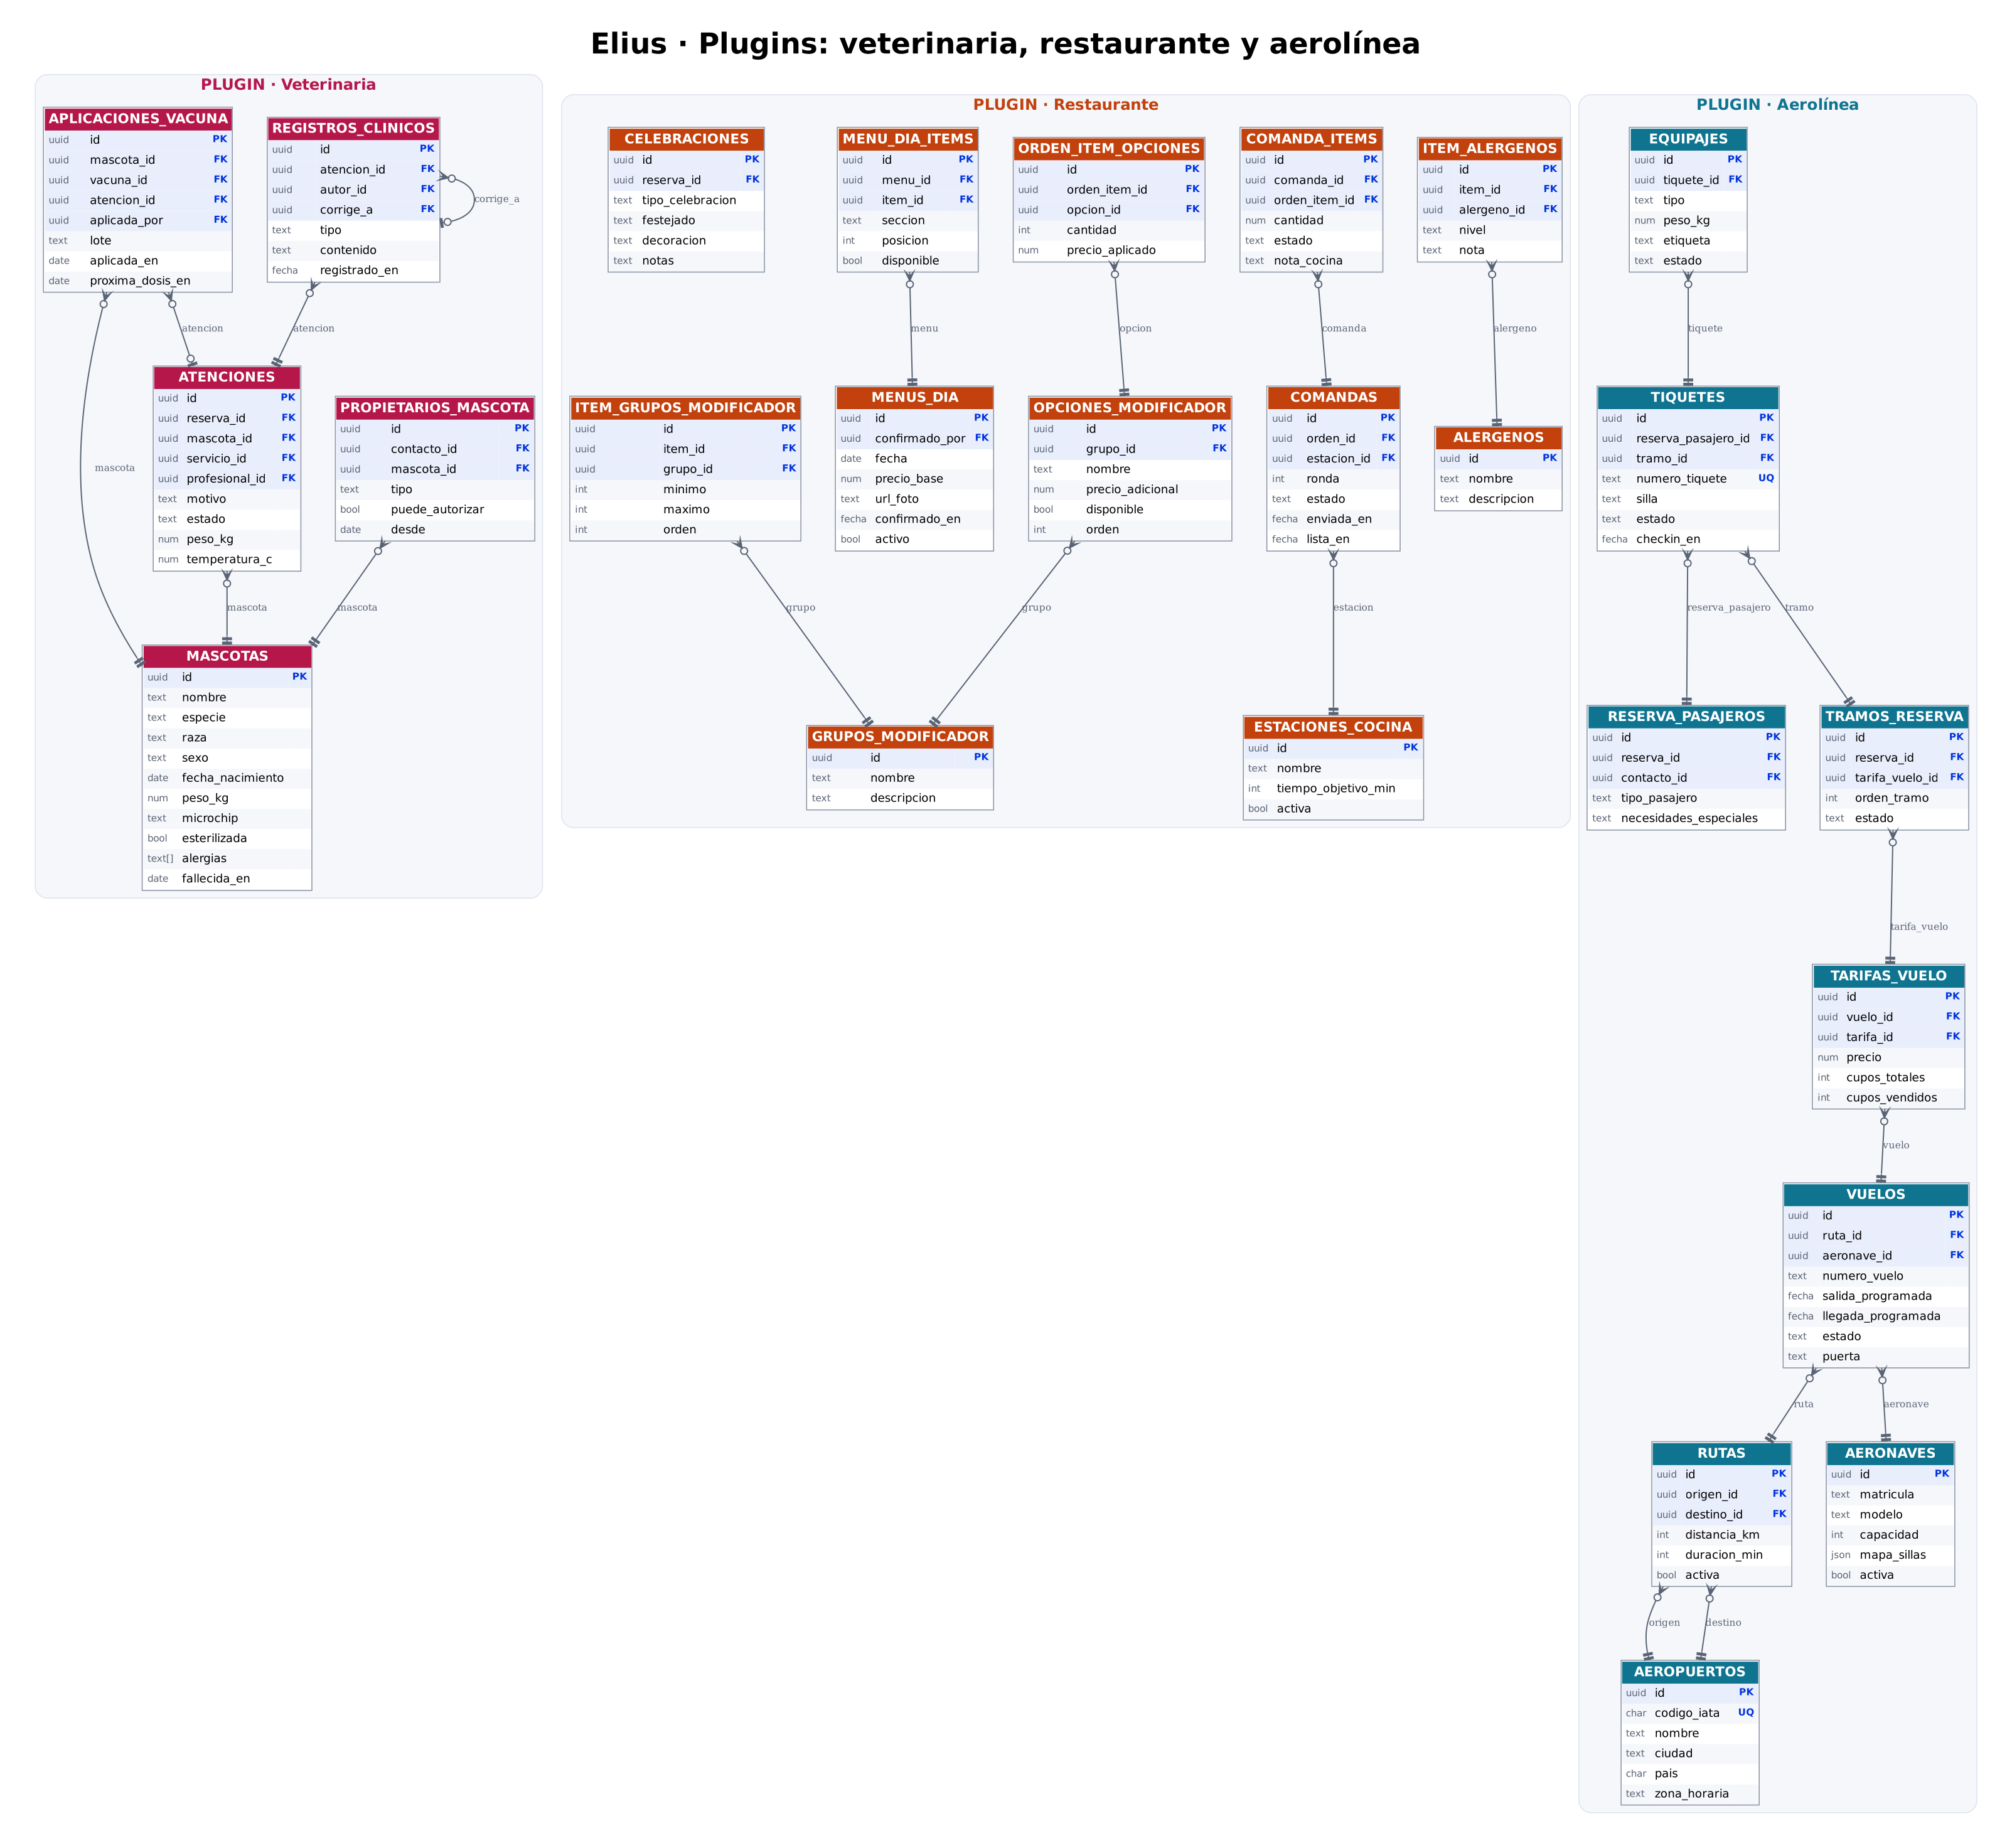 Elius · Plugins: veterinaria, restaurante y aerolínea
PLUGIN · Veterinaria
APLICACIONES_VACUNA
uuid id PK
uuid mascota_id FK
uuid vacuna_id FK
uuid atencion_id FK
uuid aplicada_por FK
text lote
date aplicada_en
date proxima_dosis_en
REGISTROS_CLINICOS
uuid id PK
uuid atencion_id FK
uuid autor_id FK
uuid corrige_a FK
text tipo
text contenido
fecha registrado_en
corrige_a
atencion
atencion
mascota
ATENCIONES
uuid id PK
uuid reserva_id FK
uuid mascota_id FK
uuid servicio_id FK
uuid profesional_id FK
text motivo
text estado
num peso_kg
num temperatura_c
PROPIETARIOS_MASCOTA
uuid id PK
uuid contacto_id FK
uuid mascota_id FK
text tipo
bool puede_autorizar
date desde
mascota
mascota
MASCOTAS
uuid id PK
text nombre
text especie
text raza
text sexo
date fecha_nacimiento
num peso_kg
text microchip
bool esterilizada
text[] alergias
date fallecida_en
PLUGIN · Restaurante
CELEBRACIONES
uuid id PK
uuid reserva_id FK
text tipo_celebracion
text festejado
text decoracion
text notas
MENU_DIA_ITEMS
uuid id PK
uuid menu_id FK
uuid item_id FK
text seccion
int posicion
bool disponible
ORDEN_ITEM_OPCIONES
uuid id PK
uuid orden_item_id FK
uuid opcion_id FK
int cantidad
num precio_aplicado
COMANDA_ITEMS
uuid id PK
uuid comanda_id FK
uuid orden_item_id FK
num cantidad
text estado
text nota_cocina
ITEM_ALERGENOS
uuid id PK
uuid item_id FK
uuid alergeno_id FK
text nivel
text nota
menu
opcion
comanda
alergeno
ITEM_GRUPOS_MODIFICADOR
uuid id PK
uuid item_id FK
uuid grupo_id FK
int minimo
int maximo
int orden
MENUS_DIA
uuid id PK
uuid confirmado_por FK
date fecha
num precio_base
text url_foto
fecha confirmado_en
bool activo
OPCIONES_MODIFICADOR
uuid id PK
uuid grupo_id FK
text nombre
num precio_adicional
bool disponible
int orden
COMANDAS
uuid id PK
uuid orden_id FK
uuid estacion_id FK
int ronda
text estado
fecha enviada_en
fecha lista_en
ALERGENOS
uuid id PK
text nombre
text descripcion
grupo
grupo
estacion
GRUPOS_MODIFICADOR
uuid id PK
text nombre
text descripcion
ESTACIONES_COCINA
uuid id PK
text nombre
int tiempo_objetivo_min
bool activa
PLUGIN · Aerolínea
EQUIPAJES
uuid id PK
uuid tiquete_id FK
text tipo
num peso_kg
text etiqueta
text estado
tiquete
TIQUETES
uuid id PK
uuid reserva_pasajero_id FK
uuid tramo_id FK
text numero_tiquete UQ
text silla
text estado
fecha checkin_en
reserva_pasajero
tramo
RESERVA_PASAJEROS
uuid id PK
uuid reserva_id FK
uuid contacto_id FK
text tipo_pasajero
text necesidades_especiales
TRAMOS_RESERVA
uuid id PK
uuid reserva_id FK
uuid tarifa_vuelo_id FK
int orden_tramo
text estado
tarifa_vuelo
TARIFAS_VUELO
uuid id PK
uuid vuelo_id FK
uuid tarifa_id FK
num precio
int cupos_totales
int cupos_vendidos
vuelo
VUELOS
uuid id PK
uuid ruta_id FK
uuid aeronave_id FK
text numero_vuelo
fecha salida_programada
fecha llegada_programada
text estado
text puerta
ruta
aeronave
RUTAS
uuid id PK
uuid origen_id FK
uuid destino_id FK
int distancia_km
int duracion_min
bool activa
AERONAVES
uuid id PK
text matricula
text modelo
int capacidad
json mapa_sillas
bool activa
origen
destino
AEROPUERTOS
uuid id PK
char codigo_iata UQ
text nombre
text ciudad
char pais
text zona_horaria